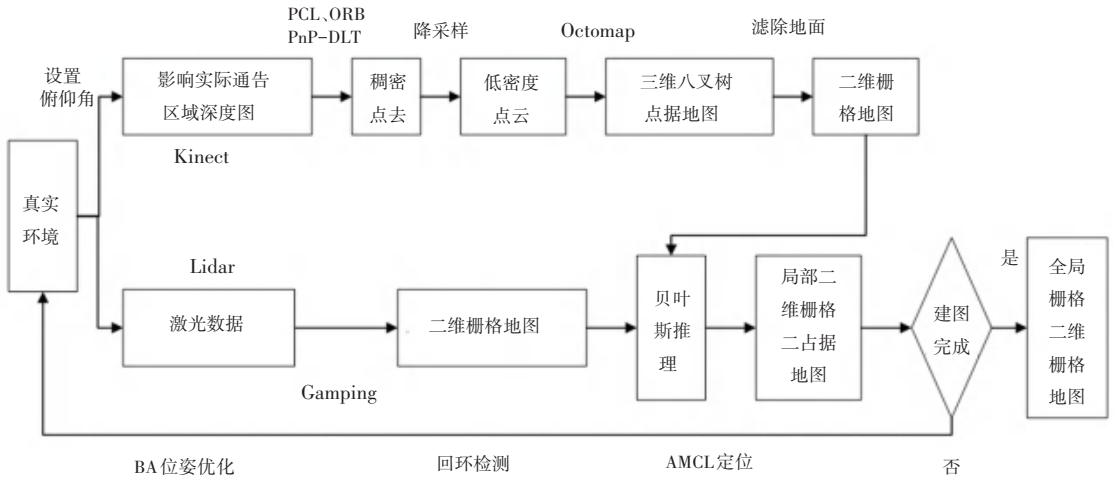 PCL、ORB
PnP-DLT
降采样
Octomap
滤除地面
设置
俯仰角
影响实际通告
区域深度图
稠密
点去
低密度
点云
三维八叉树
点据地图
二维栅
格地图
Kinect
真实
环境
Lidar
激光数据
二维栅格地图
Gamping
贝叶
斯推
理
局部二
维栅格
二占据
地图
建图
完成
是
全局
栅格
二维
栅格
地图
BA位姿优化
回环检测
AMCL定位
否